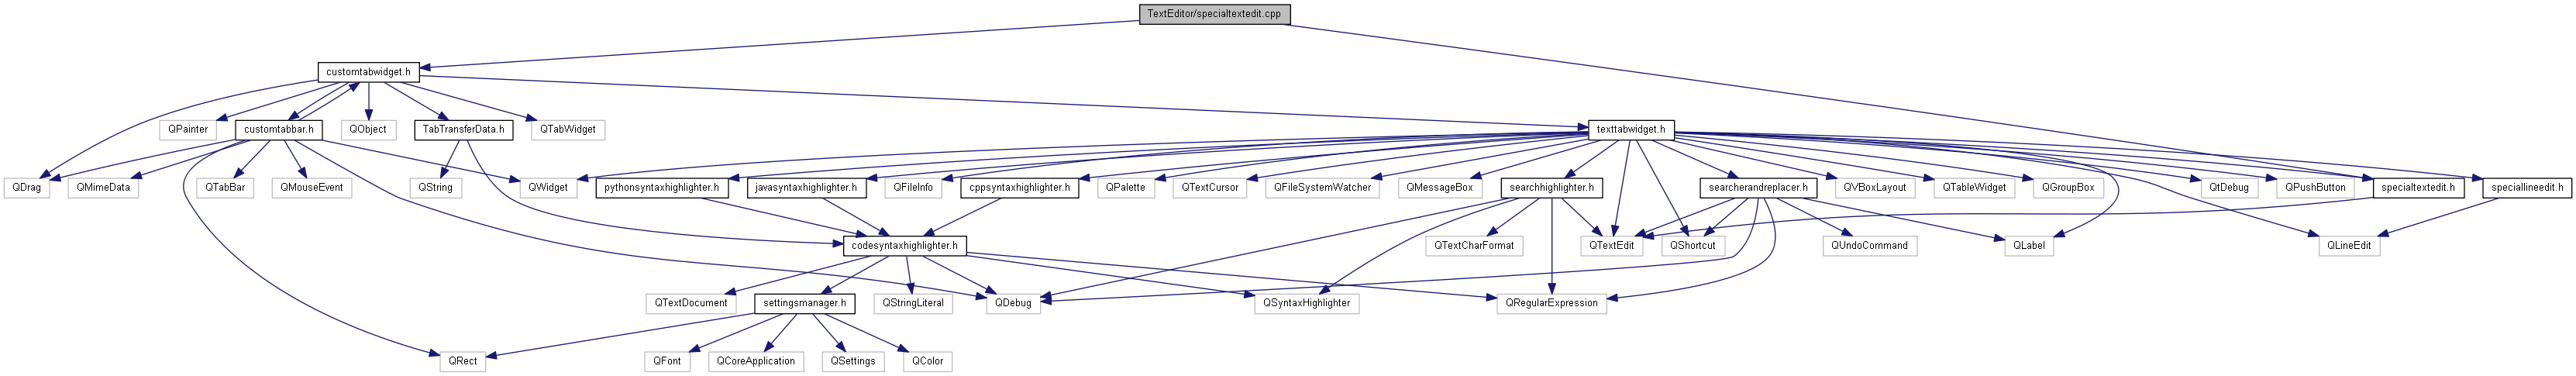 TextEditor/specialtextedit.cpp
customtabwidget.h
QPainter
customtabbar.h
QObject
TabTransferData.h
QTabWidget
texttabwidget.h
QDrag
QMimeData
QTabBar
QMouseEvent
QString
QWidget
pythonsyntaxhighlighter.h
javasyntaxhighlighter.h
QFileInfo
cppsyntaxhighlighter.h
QPalette
QTextCursor
QFileSystemWatcher
QMessageBox
searchhighlighter.h
searcherandreplacer.h
QVBoxLayout
QTableWidget
QGroupBox
QtDebug
QPushButton
specialtextedit.h
speciallineedit.h
codesyntaxhighlighter.h
QTextCharFormat
QTextEdit
QShortcut
QUndoCommand
QLabel
QLineEdit
QTextDocument
settingsmanager.h
QStringLiteral
QDebug
QSyntaxHighlighter
QRegularExpression
QRect
QFont
QCoreApplication
QSettings
QColor